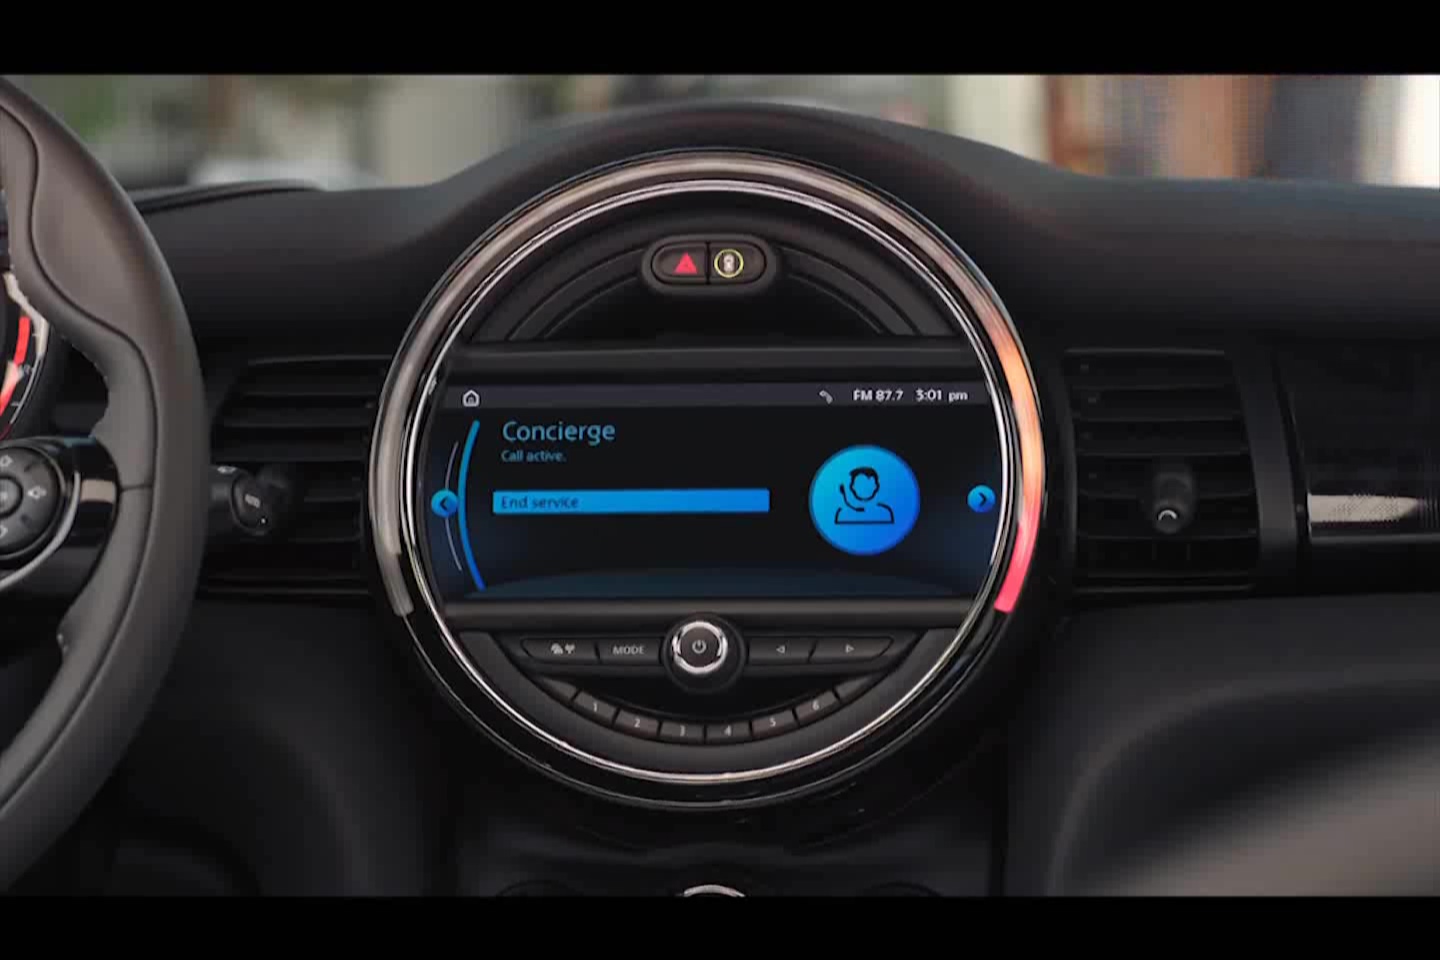 FM 87.7 3:01 pm
Concierge
Call active.
End service
MODE
1 2 3 4 5 6